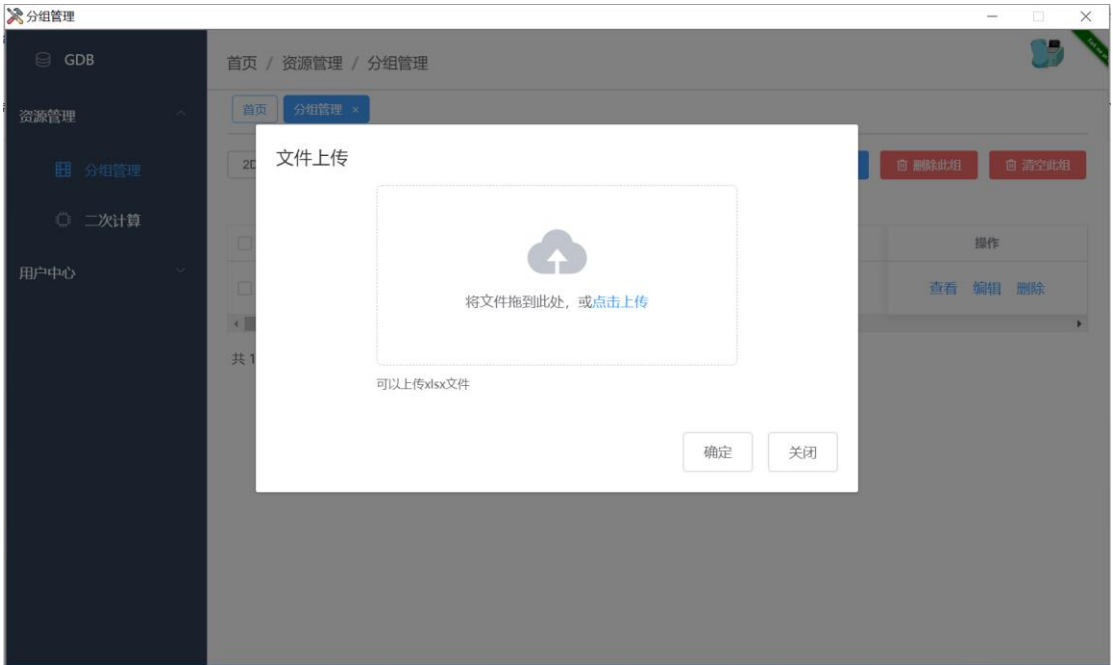 分组管理
GDB
首页 / 资源管理 / 分组管理
资源管理
首页 分组管理 ×
分组管理
二次计算
用户中心
2D
删除此组 清空此组
操作
查看 编辑 删除
共 1
文件上传
将文件拖到此处，或点击上传
可以上传xlsx文件
确定 关闭